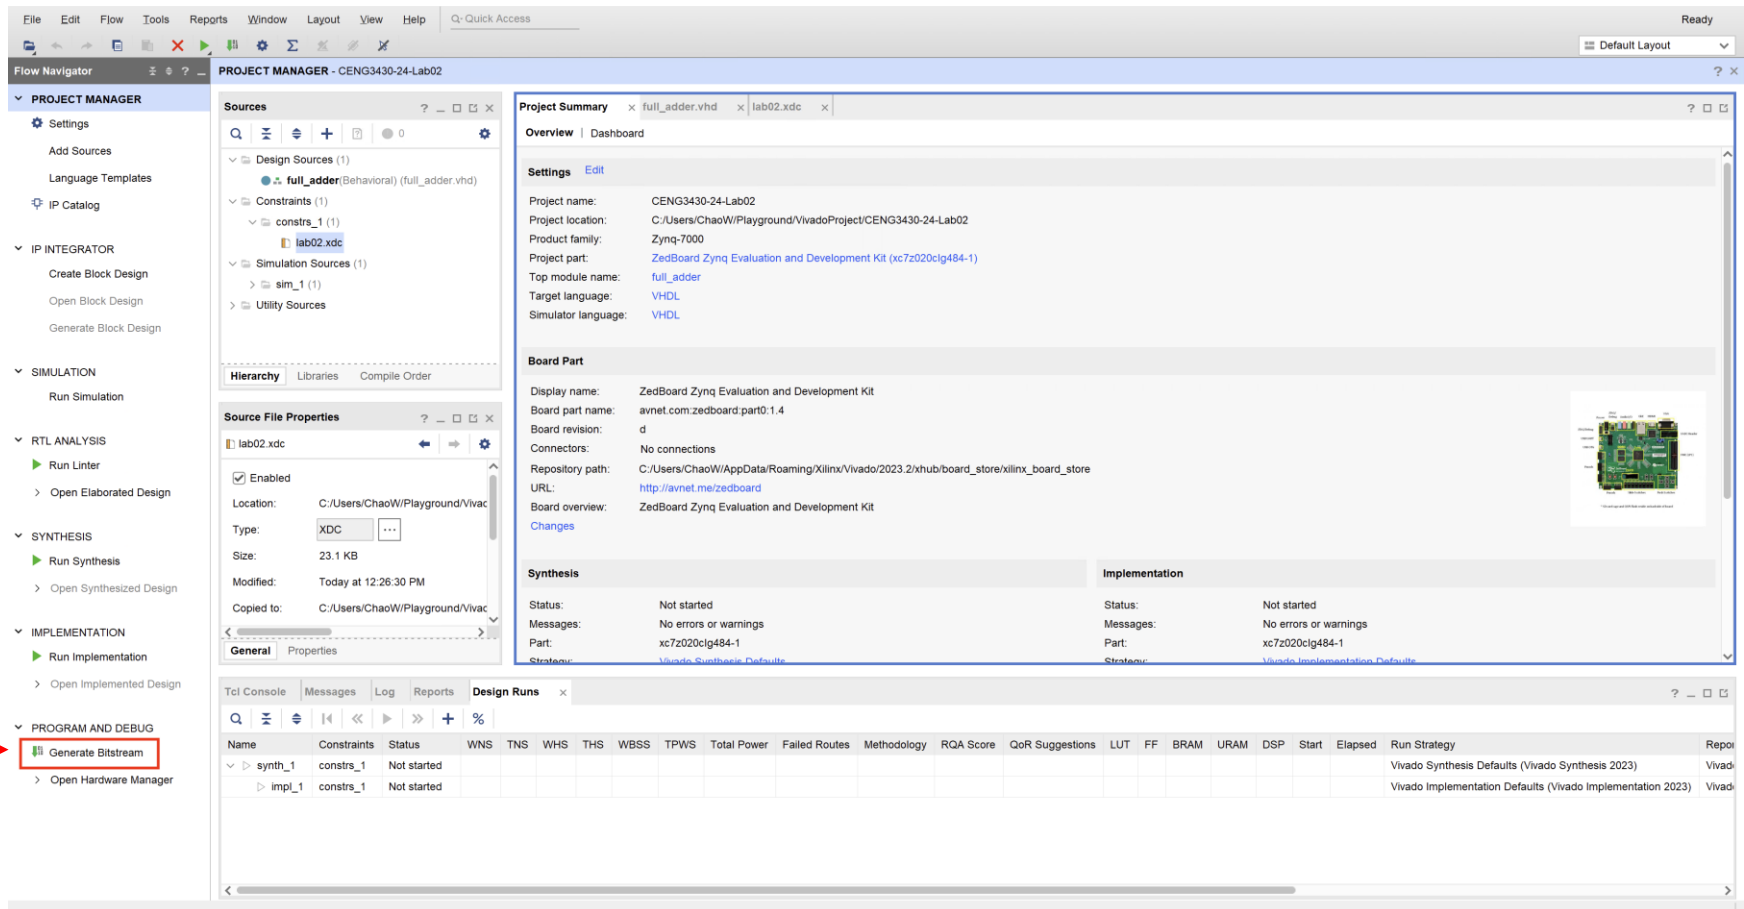 File Edit Flow Tools Reports Window Layout View Help Q- Quick Access Ready
Default Layout
Flow Navigator ? _
PROJECT MANAGER - CENG3430-24-Lab02 ? ×
PROJECT MANAGER
Settings
Add Sources
Language Templates
IP Catalog
IP INTEGRATOR
Create Block Design
Open Block Design
Generate Block Design
SIMULATION
Run Simulation
RTL ANALYSIS
Run Linter
Open Elaborated Design
SYNTHESIS
Run Synthesis
Open Synthesized Design
IMPLEMENTATION
Run Implementation
Open Implemented Design
PROGRAM AND DEBUG
Generate Bitstream
Open Hardware Manager
Sources
0
Design Sources (1)
full_adder(Behavioral) (full_adder.vhd)
Constraints (1)
constrs_1 (1)
lab02.xdc
Simulation Sources (1)
sim_1 (1)
Utility Sources
Hierarchy Libraries Compile Order
Source File Properties
lab02.xdc
Enabled
Location: C:/Users/ChaoW/Playground/Vivac
Type: XDC ...
Size: 23.1 KB
Modified: Today at 12:26:30 PM
Copied to: C:/Users/ChaoW/Playground/Vivac
General Properties
Project Summary × full_adder.vhd × lab02.xdc ×
Overview | Dashboard
Settings Edit
Project name: CENG3430-24-Lab02
Project location: C:/Users/ChaoW/Playground/VivadoProject/CENG3430-24-Lab02
Product family: Zynq-7000
Project part: ZedBoard Zynq Evaluation and Development Kit (xc7z020clg484-1)
Top module name: full_adder
Target language: VHDL
Simulator language: VHDL
Board Part
Display name: ZedBoard Zynq Evaluation and Development Kit
Board part name: avnet.com:zedboard:part0:1.4
Board revision: d
Connectors: No connections
Repository path: C:/Users/ChaoW/AppData/Roaming/Xilinx/Vivado/2023.2/xhub/board_store/xilinx_board_store
URL: http://avnet.me/zedboard
Board overview: ZedBoard Zynq Evaluation and Development Kit
Changes
Synthesis
Status: Not started
Messages: No errors or warnings
Part: xc7z020clg484-1
Strategy: Vivado Synthesis Defaults
Implementation
Status: Not started
Messages: No errors or warnings
Part: xc7z020clg484-1
Strategy: Vivado Implementation Defaults
Tcl Console Messages Log Reports Design Runs ×
Name Constraints Status WNS TNS WHS THS WBSS TPWS Total Power Failed Routes Methodology RQA Score QoR Suggestions LUT FF BRAM URAM DSP Start Elapsed Run Strategy Repor
synth_1 constrs_1 Not started Vivado Synthesis Defaults (Vivado Synthesis 2023) Vivad
impl_1 constrs_1 Not started Vivado Implementation Defaults (Vivado Implementation 2023) Vivad